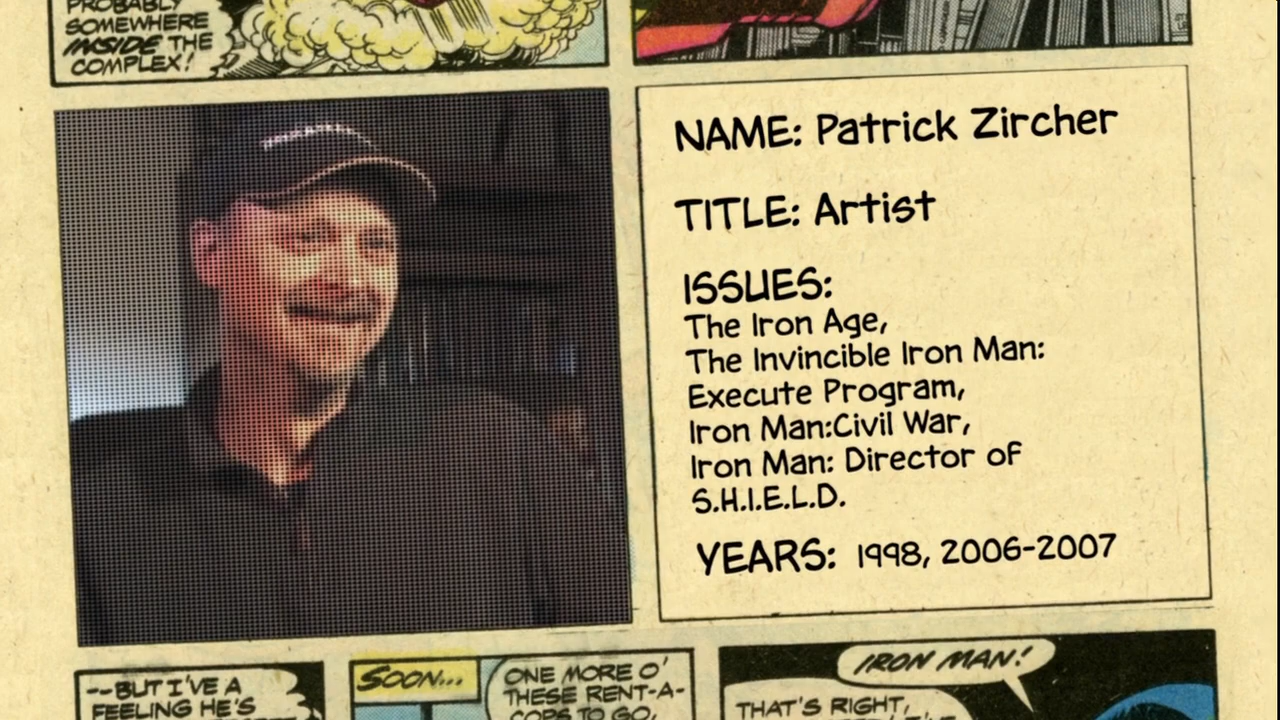 PROBABLY
SOMEWHERE
INSIDE THE
COMPLEX!
NAME: Patrick Zircher
TITLE: Artist
ISSUES:
The Iron Age,
The Invincible Iron Man:
Execute Program,
Iron Man:Civil War,
Iron Man: Director of
S.H.I.E.L.D.
YEARS: 1998, 2006-2007
--BUT I'VE A
FEELING HE'S
SOON...
ONE MORE O'
THESE RENT-A-
COPS TO GO,
IRON MAN!
THAT'S RIGHT,